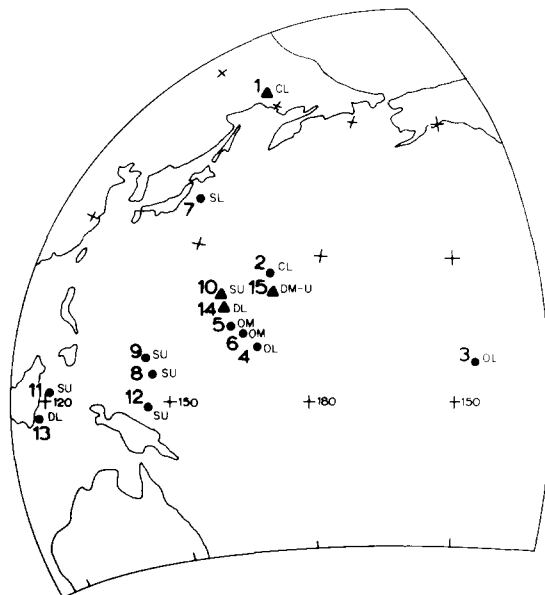 1 CL
7 SL
2 CL
10 SU
15 DM-U
14 DL
5 OM
6 OM
4 OL
3 OL
9 SU
8 SU
11 SU
120
12 SU
150
180
150
13 DL